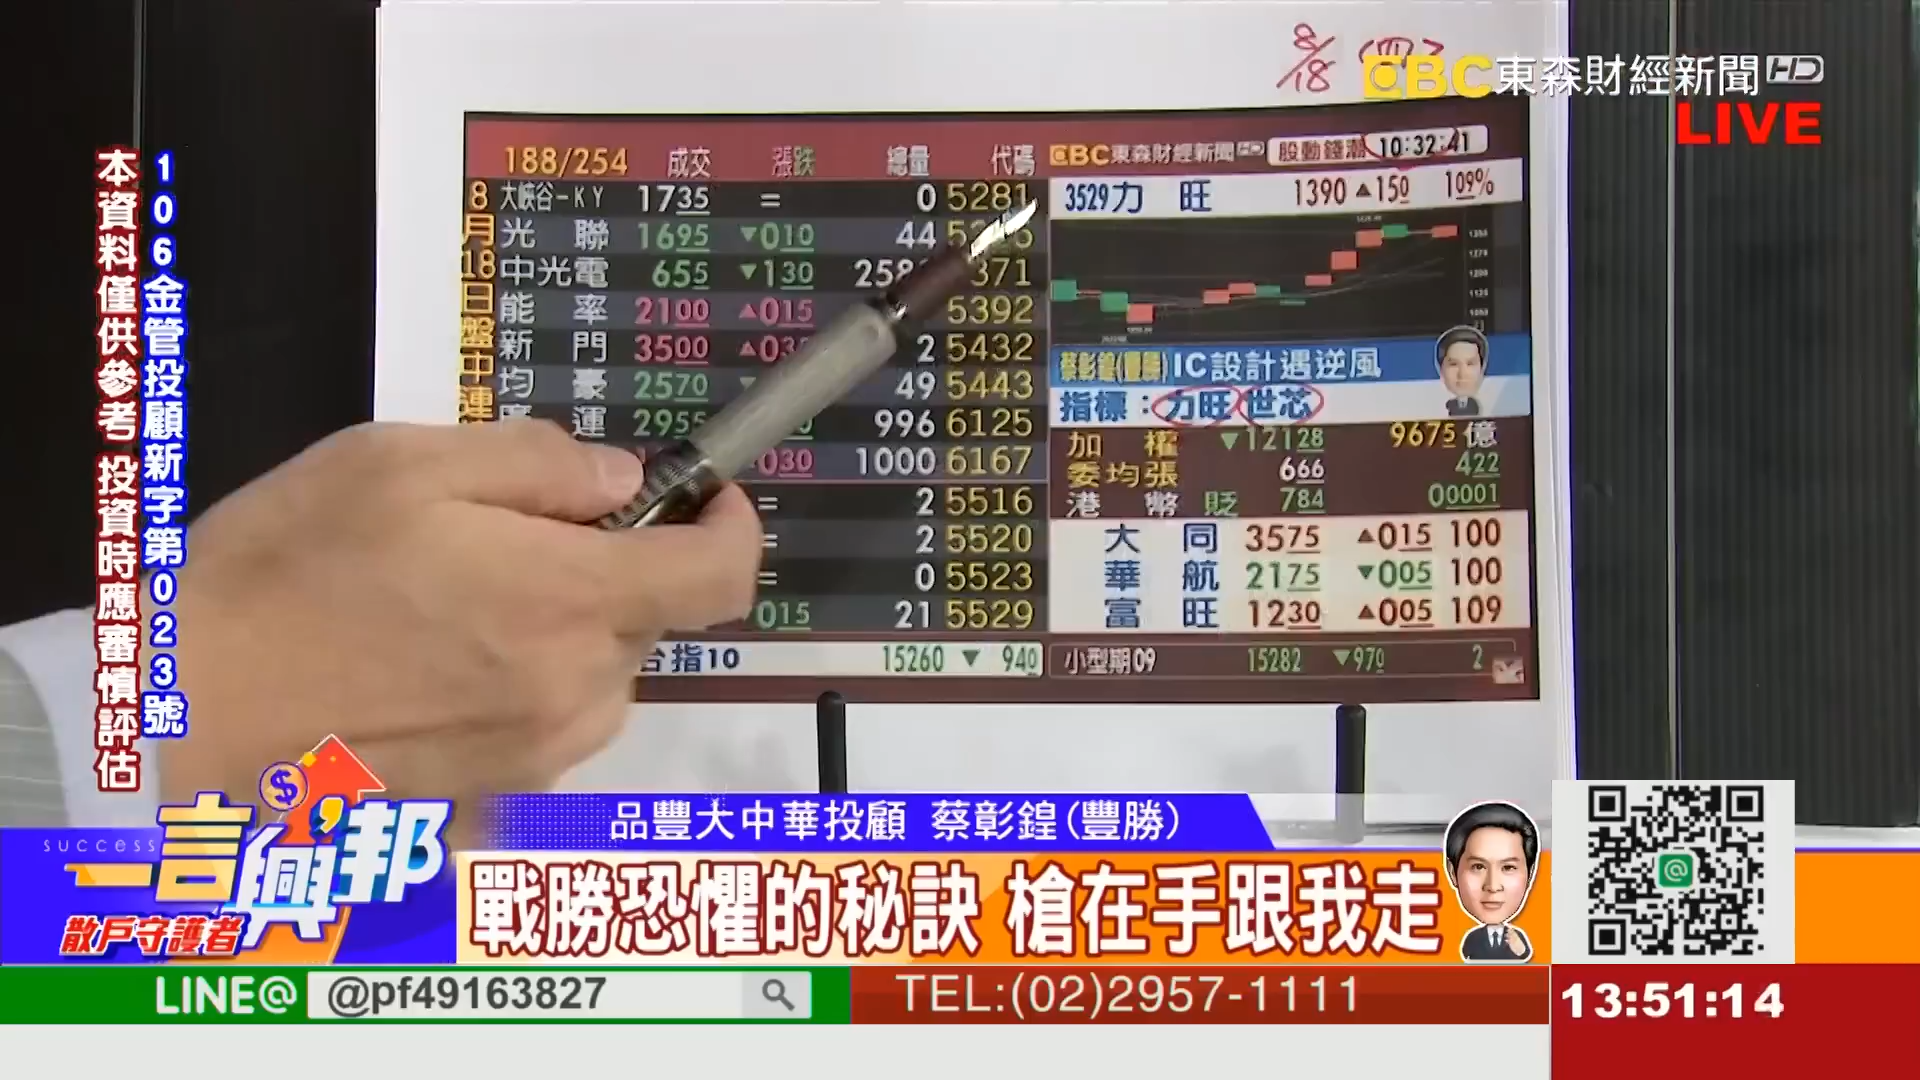 8/18 (四)
EBC東森財經新聞HD
LIVE
本資料僅供參考 投資時應審慎評估
106金管投顧新字第023號
188/254 成交 漲跌 總量 代碼
8月18日盤中連
大峽谷-KY 1735 = 0 5281
光聯 1695 ▼010 44
中光電 655 ▼130 371
能率 2100 ▲015 5392
新門 3500 2 5432
均豪 2570 ▼ 49 5443
運 2955 996 6125
030 1000 6167
= 2 5516
= 2 5520
= 0 5523
015 21 5529
台指10 15260 ▼ 940
EBC東森財經新聞HD 股動錢潮 10:32:41
3529力旺 1390 ▲150 109%
蔡彰鍠(豐勝) IC設計遇逆風
指標：力旺 世芯
加權 ▼12128 9675億
委均張 666 422
港幣 貶 784 00001
大同 3575 ▲015 100
華航 2175 ▼005 100
富旺 1230 ▲005 109
小型期09 15282 ▼970 2
success
一言興邦
散戶守護者
品豐大中華投顧 蔡彰鍠(豐勝)
戰勝恐懼的秘訣 槍在手跟我走
LINE@ @pf49163827
TEL:(02)2957-1111
13:51:14